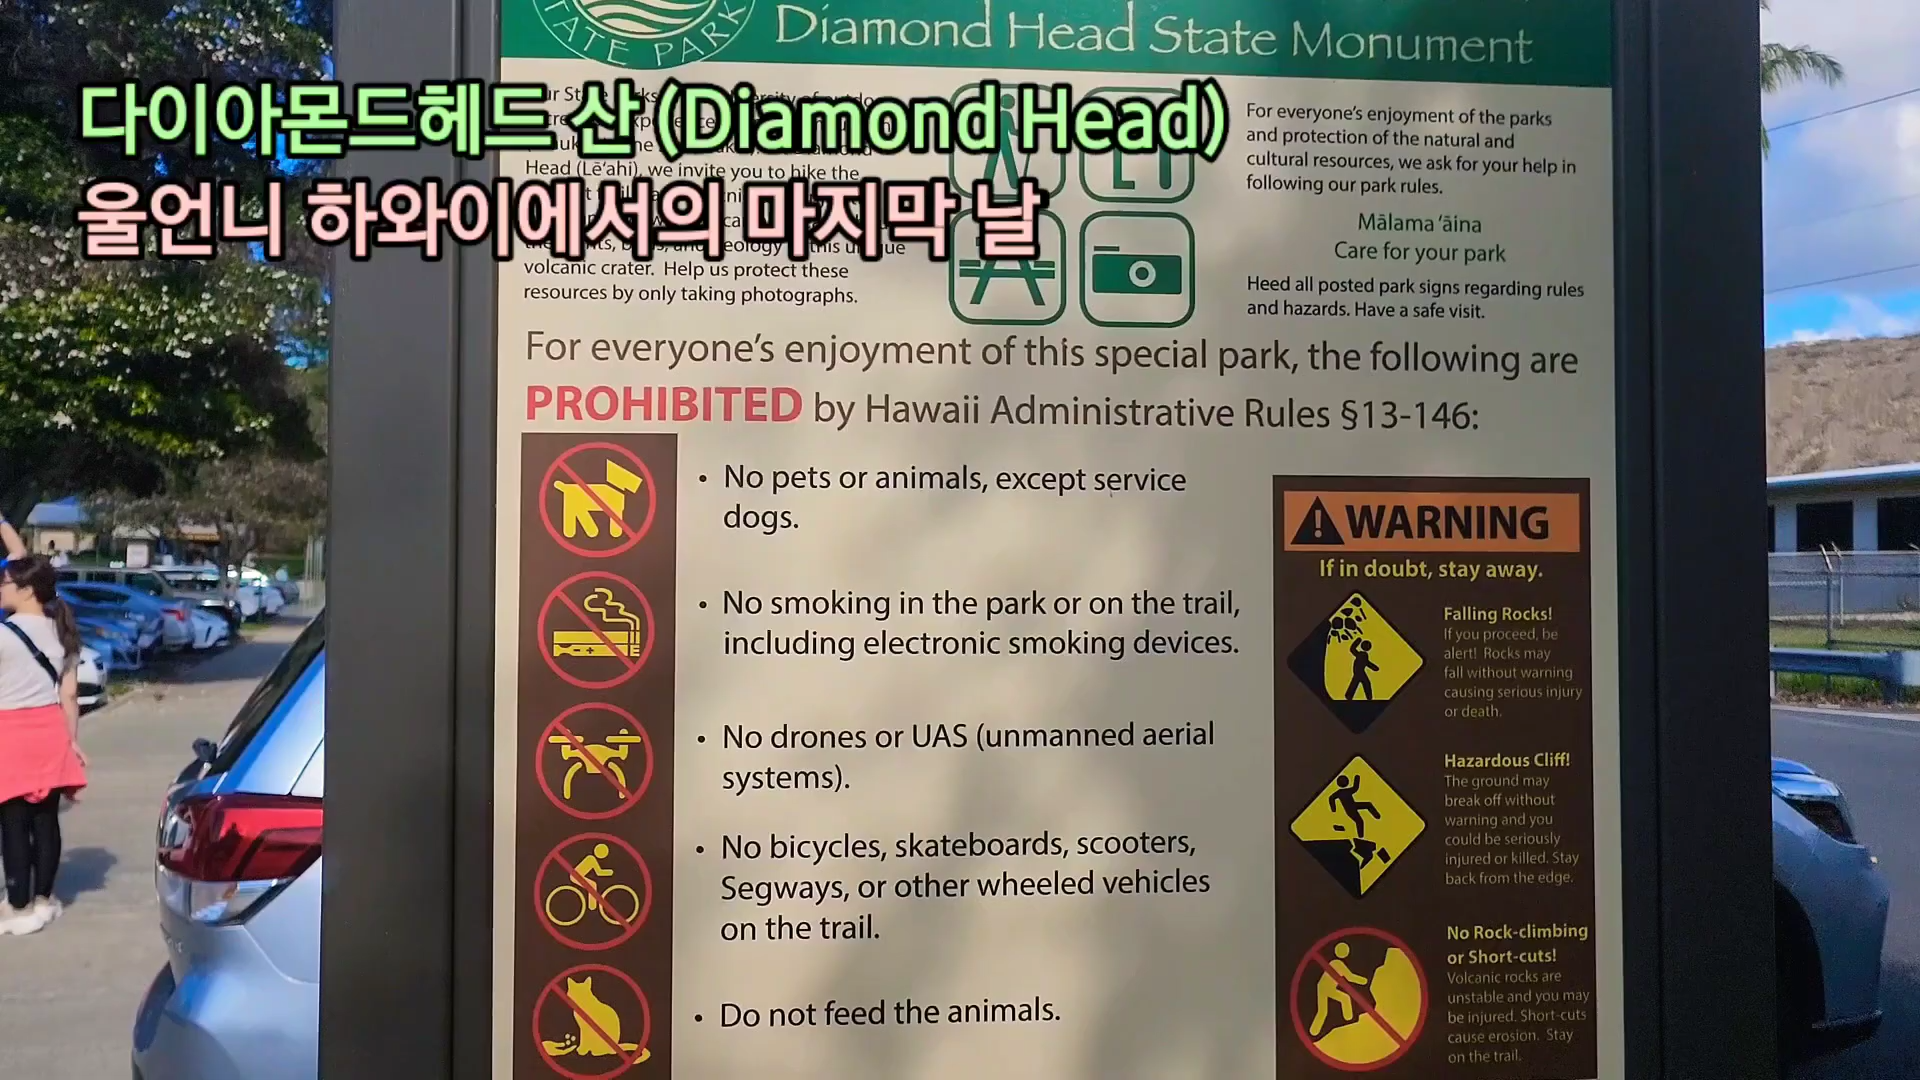 TATE PARK
Diamond Head State Monument
다이아몬드헤드 산 (Diamond Head)
울언니 하와이에서의 마지막 날
Head (Lēʻahi), we invite you to hike the
volcanic crater. Help us protect these
resources by only taking photographs.
For everyone's enjoyment of the parks
and protection of the natural and
cultural resources, we ask for your help in
following our park rules.
Mālama ʻāina
Care for your park
Heed all posted park signs regarding rules
and hazards. Have a safe visit.
For everyone's enjoyment of this special park, the following are
PROHIBITED by Hawaii Administrative Rules §13-146:
• No pets or animals, except service
dogs.
• No smoking in the park or on the trail,
including electronic smoking devices.
• No drones or UAS (unmanned aerial
systems).
• No bicycles, skateboards, scooters,
Segways, or other wheeled vehicles
on the trail.
• Do not feed the animals.
WARNING
If in doubt, stay away.
Falling Rocks!
If you proceed, be
alert! Rocks may
fall without warning
causing serious injury
or death.
Hazardous Cliff!
The ground may
break off without
warning and you
could be seriously
injured or killed. Stay
back from the edge.
No Rock-climbing
or Short-cuts!
Volcanic rocks are
unstable and you may
be injured. Short-cuts
cause erosion. Stay
on the trail.